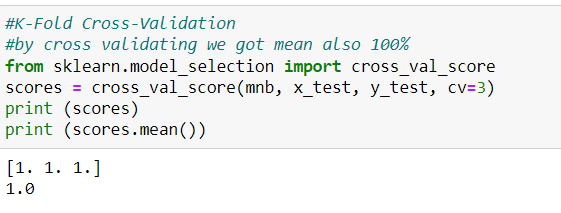 #K-Fold Cross-Validation
#by cross validating we got mean also 100%
from sklearn.model_selection import cross_val_score
scores = cross_val_score(mnb, x_test, y_test, cv=3)
print (scores)
print (scores.mean())
[1. 1. 1.]
1.0